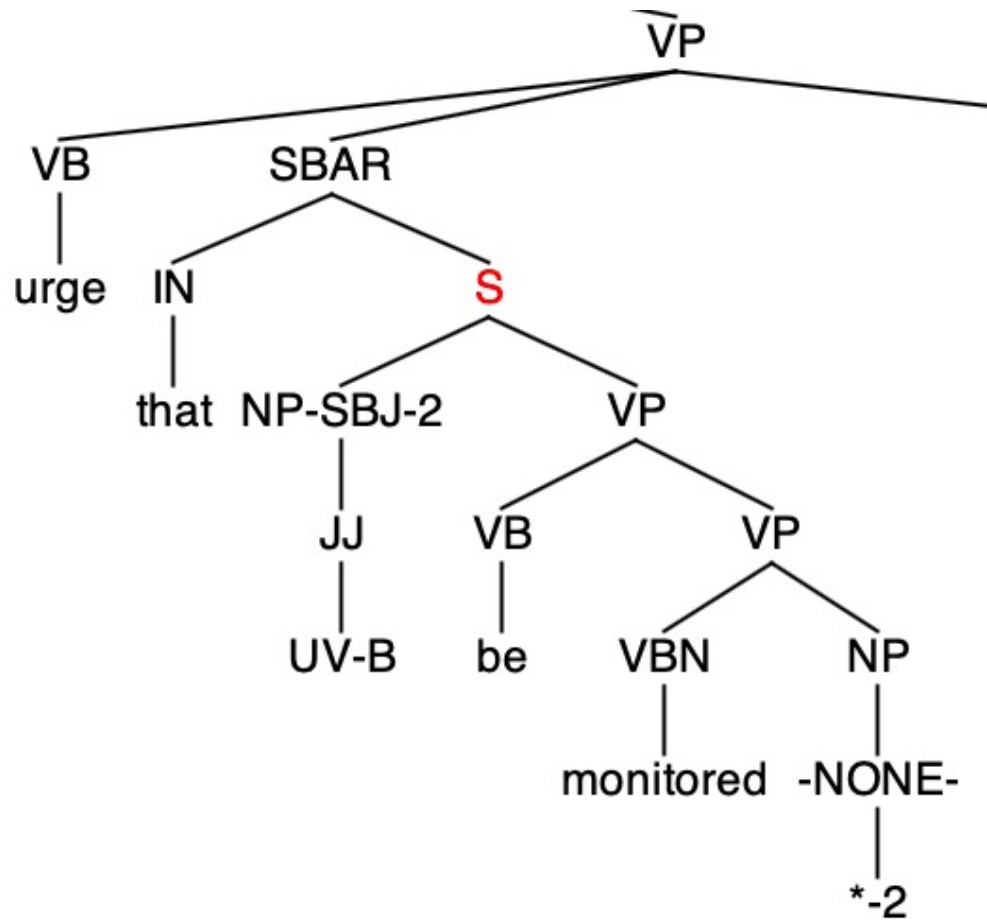 VP
VB SBAR
urge IN S
that NP-SBJ-2 VP
JJ VB VP
UV-B be VBN NP
monitored -NONE-
*-2